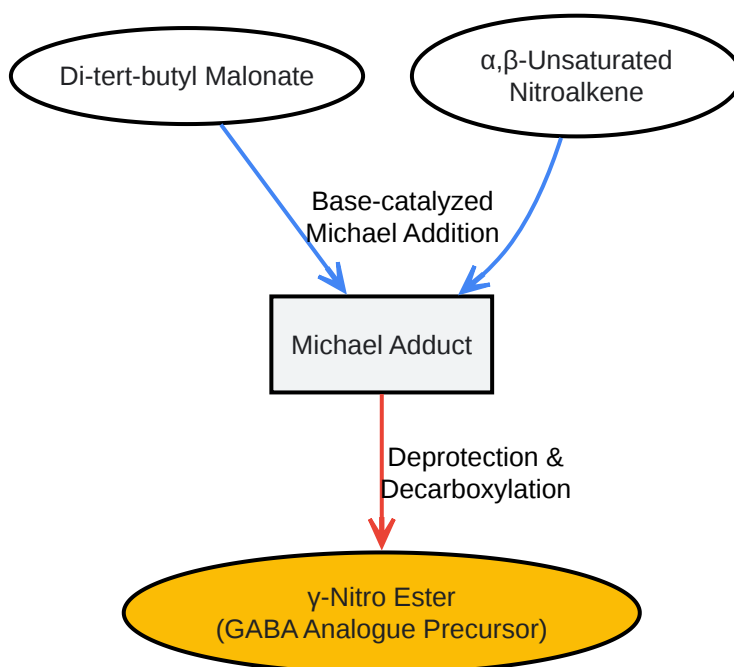 Di-tert-butyl Malonate
α,β-Unsaturated
Nitroalkene
Base-catalyzed
Michael Addition
Michael Adduct
Deprotection &
Decarboxylation
γ-Nitro Ester
(GABA Analogue Precursor)